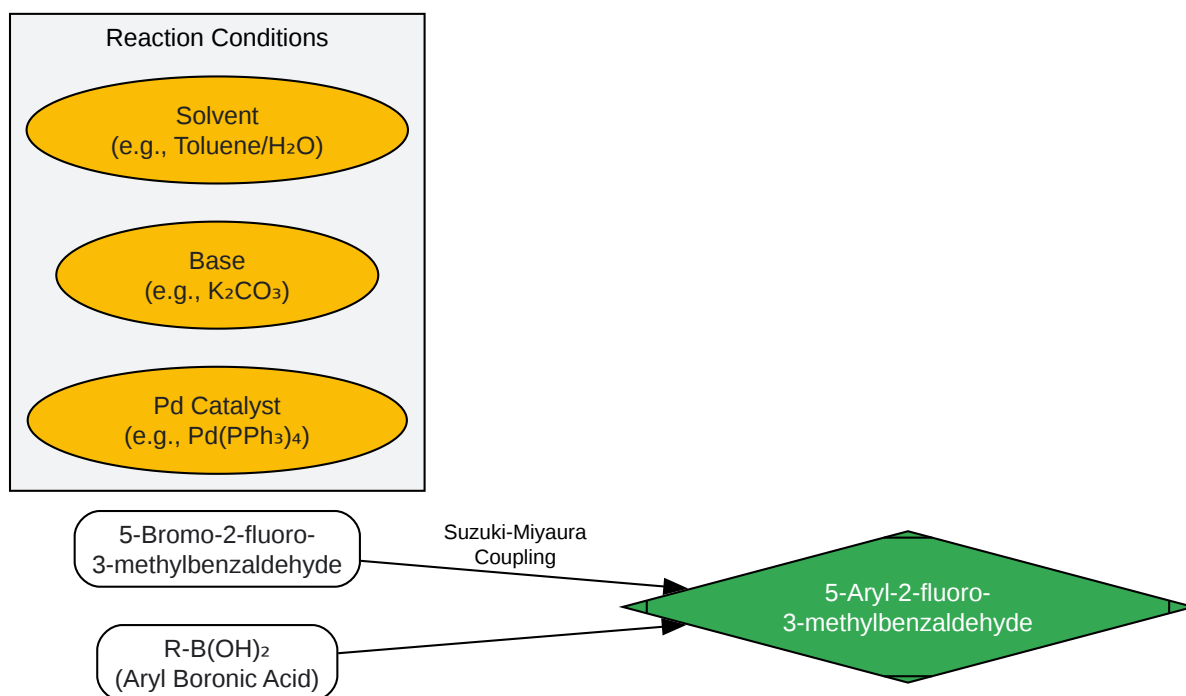 Reaction Conditions
Solvent
(e.g., Toluene/H₂O)
Base
(e.g., K₂CO₃)
Pd Catalyst
(e.g., Pd(PPh₃)₄)
5-Bromo-2-fluoro-
3-methylbenzaldehyde
Suzuki-Miyaura
Coupling
R-B(OH)₂
(Aryl Boronic Acid)
5-Aryl-2-fluoro-
3-methylbenzaldehyde